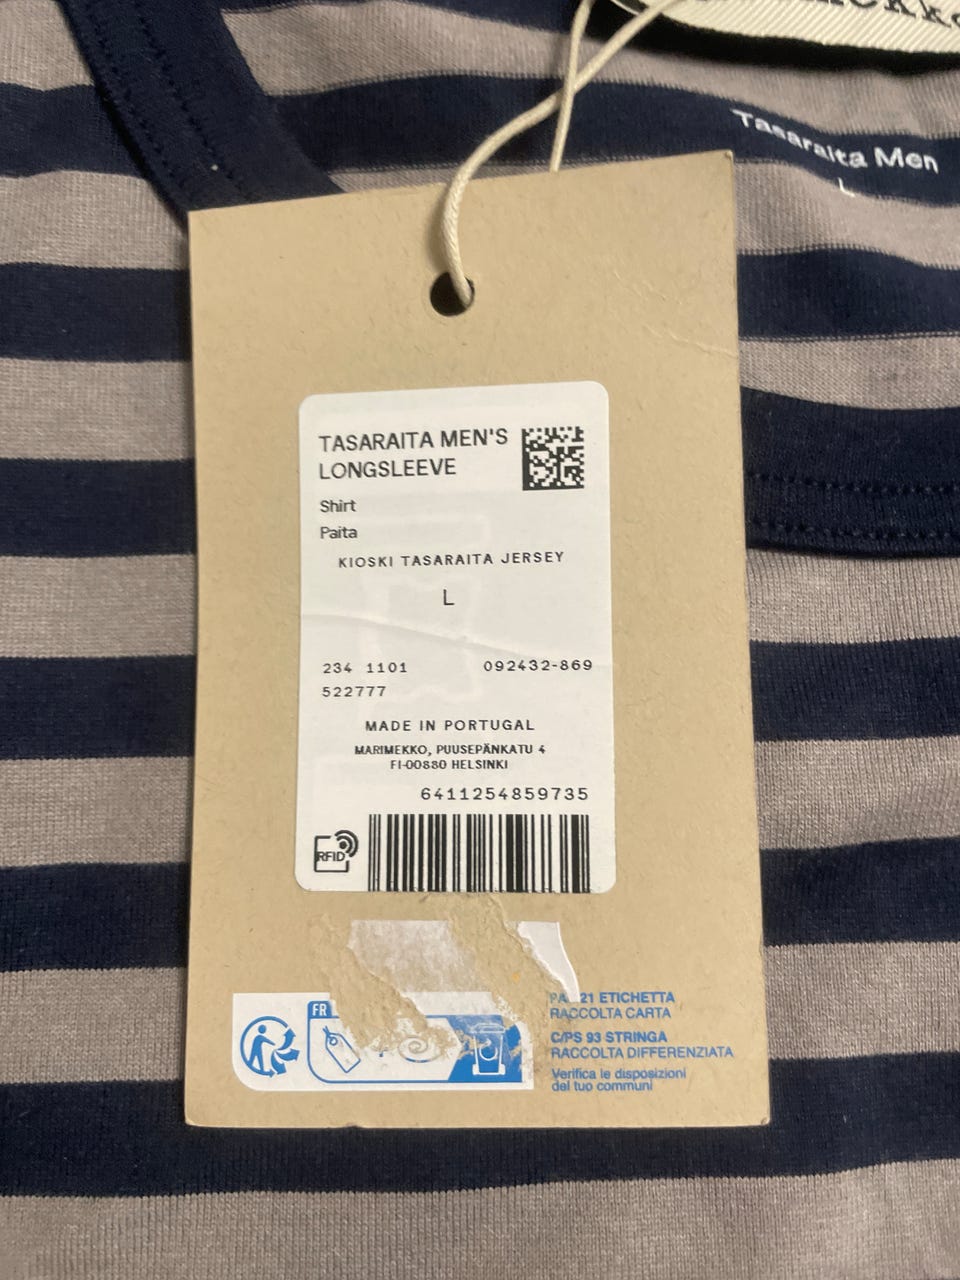 Tasaraita Men
L
TASARAITA MEN'S
LONGSLEEVE
Shirt
Paita
KIOSKI TASARAITA JERSEY
L
234 1101 092432-869
522777
MADE IN PORTUGAL
MARIMEKKO, PUUSEPÄNKATU 4
FI-00880 HELSINKI
6411254859735
RFID
FR
21 ETICHETTA
RACCOLTA CARTA
C/PS 93 STRINGA
RACCOLTA DIFFERENZIATA
Verifica le disposizioni
del tuo communi